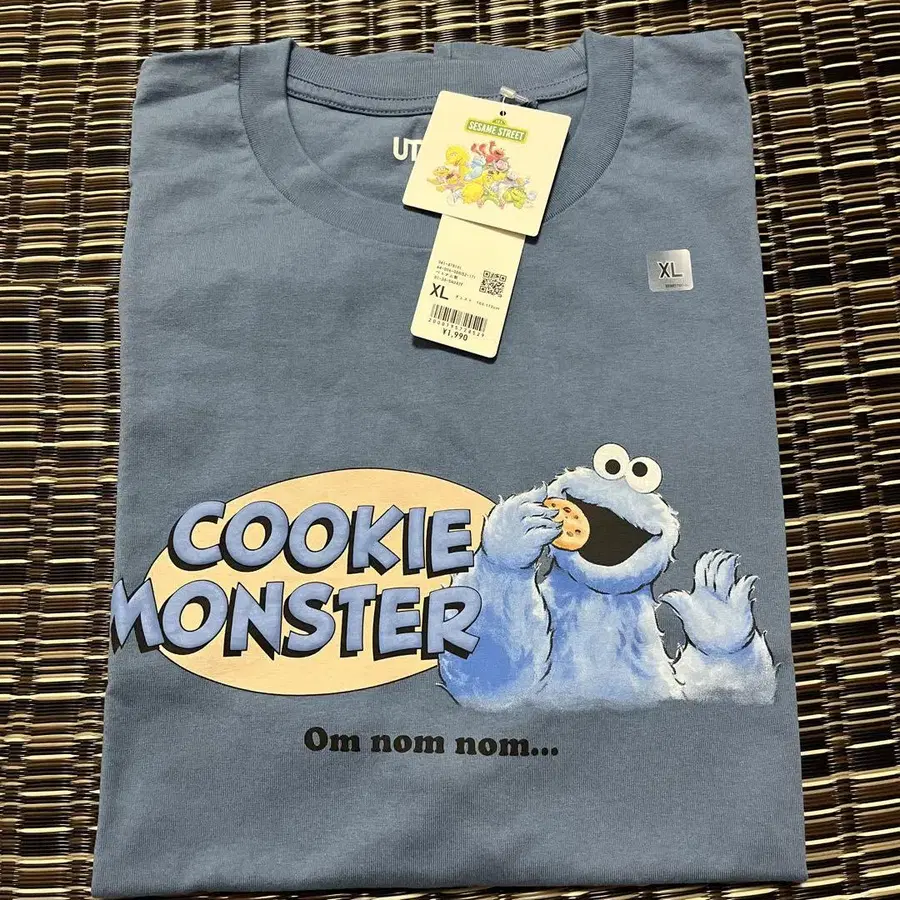 UT
SESAME STREET
XL
XL
¥1,990
COOKIE
MONSTER
Om nom nom...